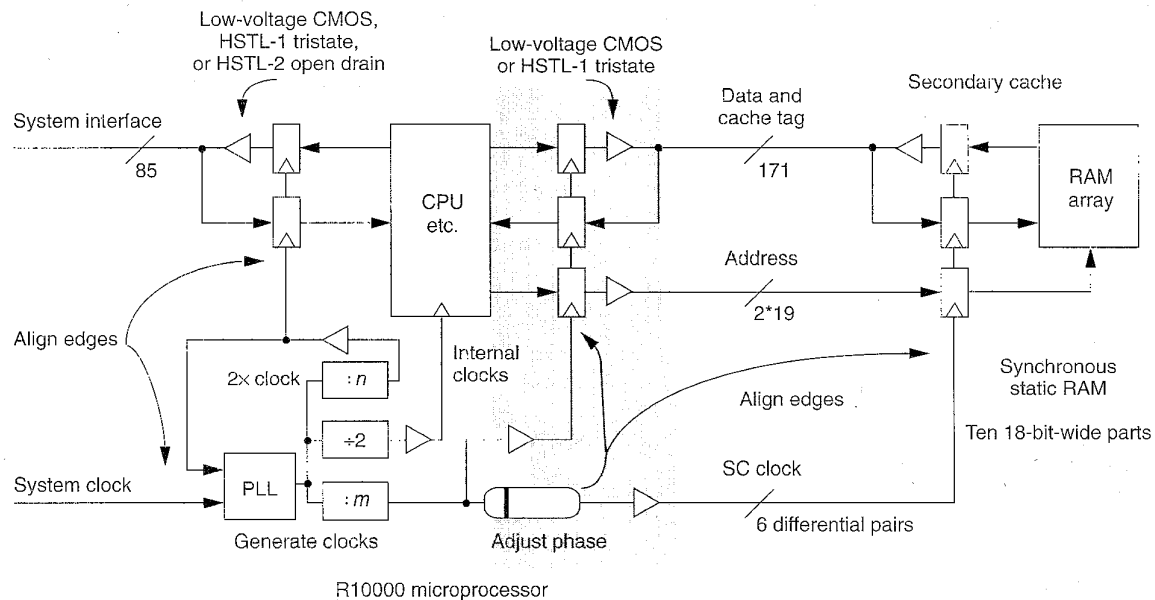 Low-voltage CMOS,
HSTL-1 tristate,
or HSTL-2 open drain
Low-voltage CMOS
or HSTL-1 tristate
Secondary cache
System interface
Data and
cache tag
85
171
CPU
etc.
RAM
array
Address
2*19
Align edges
2× clock
: n
Internal
clocks
Align edges
Synchronous
static RAM
÷2
Ten 18-bit-wide parts
System clock
PLL
: m
SC clock
6 differential pairs
Generate clocks
Adjust phase
R10000 microprocessor